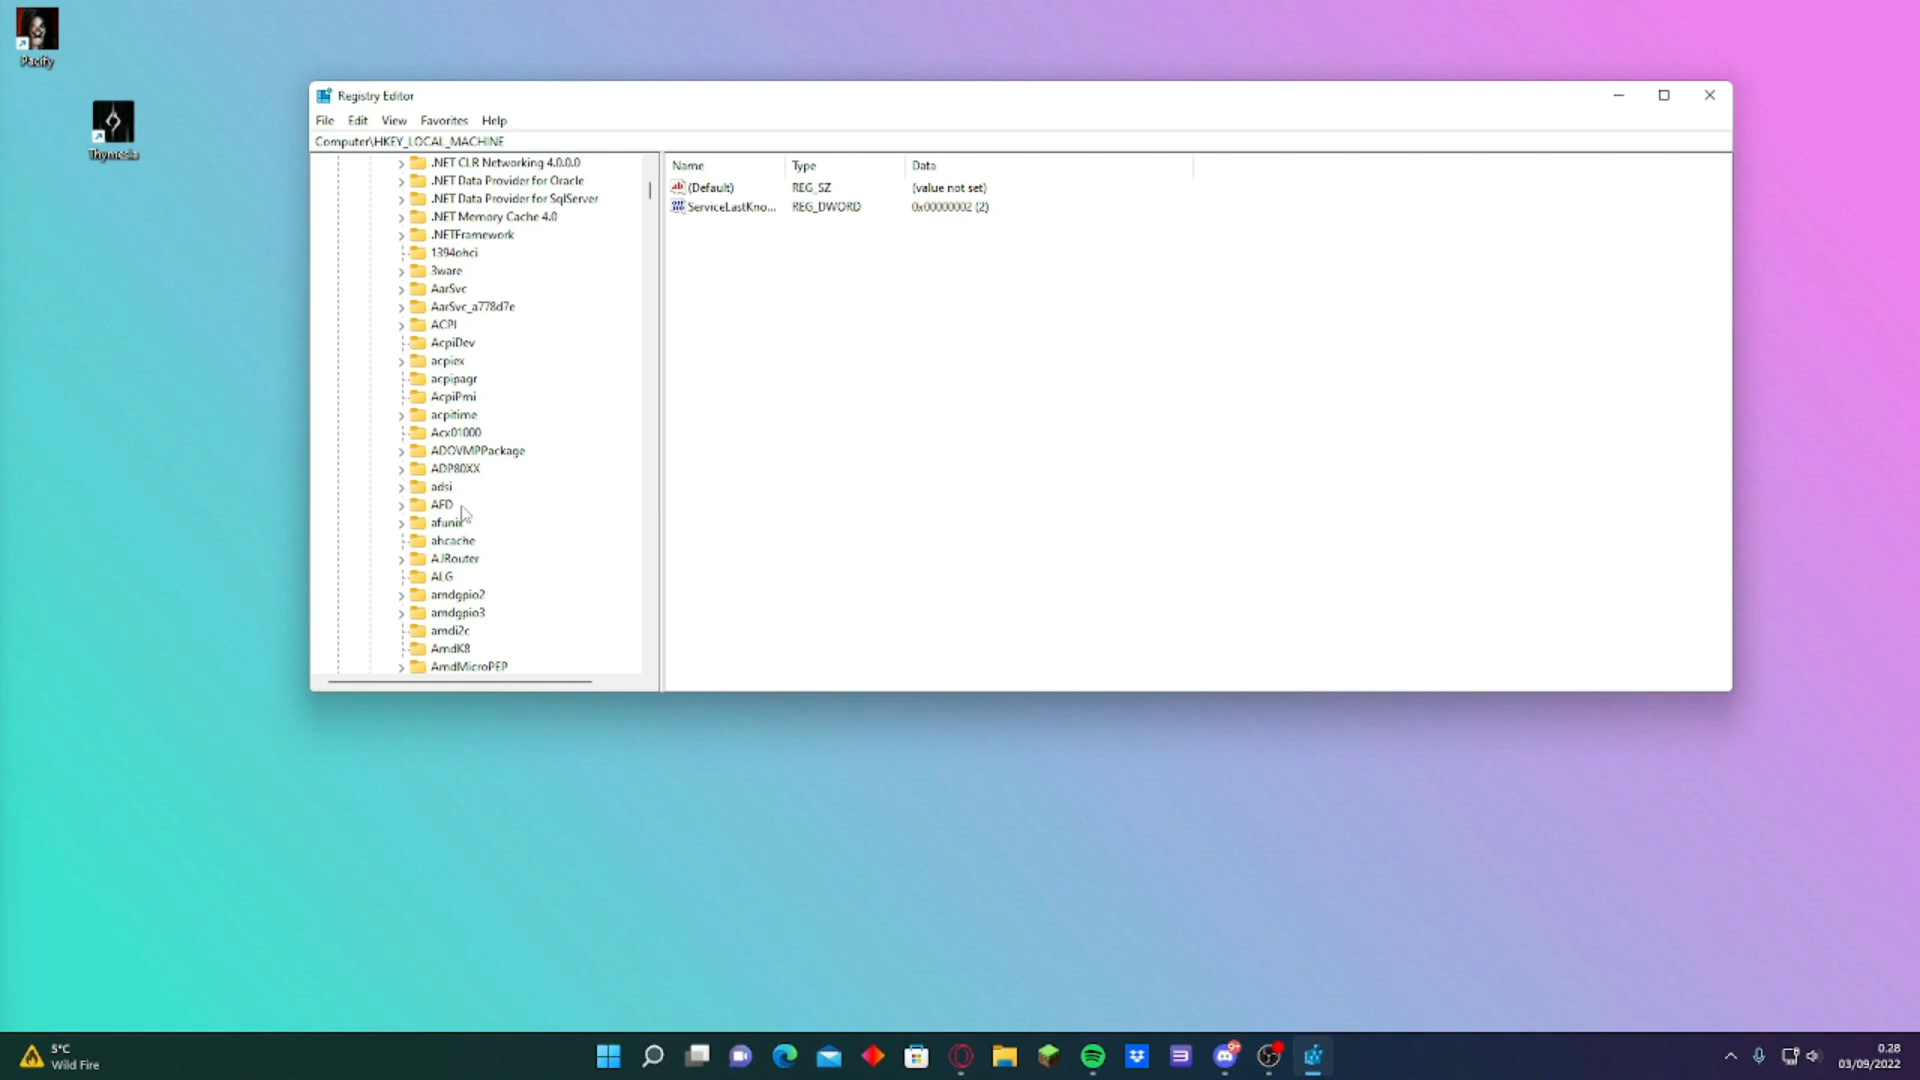 Pacify
Thymesia
Registry Editor
File Edit View Favorites Help
Computer\HKEY_LOCAL_MACHINE
.NET CLR Networking 4.0.0.0
.NET Data Provider for Oracle
.NET Data Provider for SqlServer
.NET Memory Cache 4.0
.NETFramework
1394ohci
3ware
AarSvc
AarSvc_a778d7e
ACPI
AcpiDev
acpiex
acpipagr
AcpiPmi
acpitime
Acx01000
ADOVMPPackage
ADP80XX
adsi
AFD
afunix
ahcache
AJRouter
ALG
amdgpio2
amdgpio3
amdi2c
AmdK8
AmdMicroPEP
Name Type Data
(Default) REG_SZ (value not set)
ServiceLastKno... REG_DWORD 0x00000002 (2)
5°C
Wild Fire
9+
0.28
03/09/2022